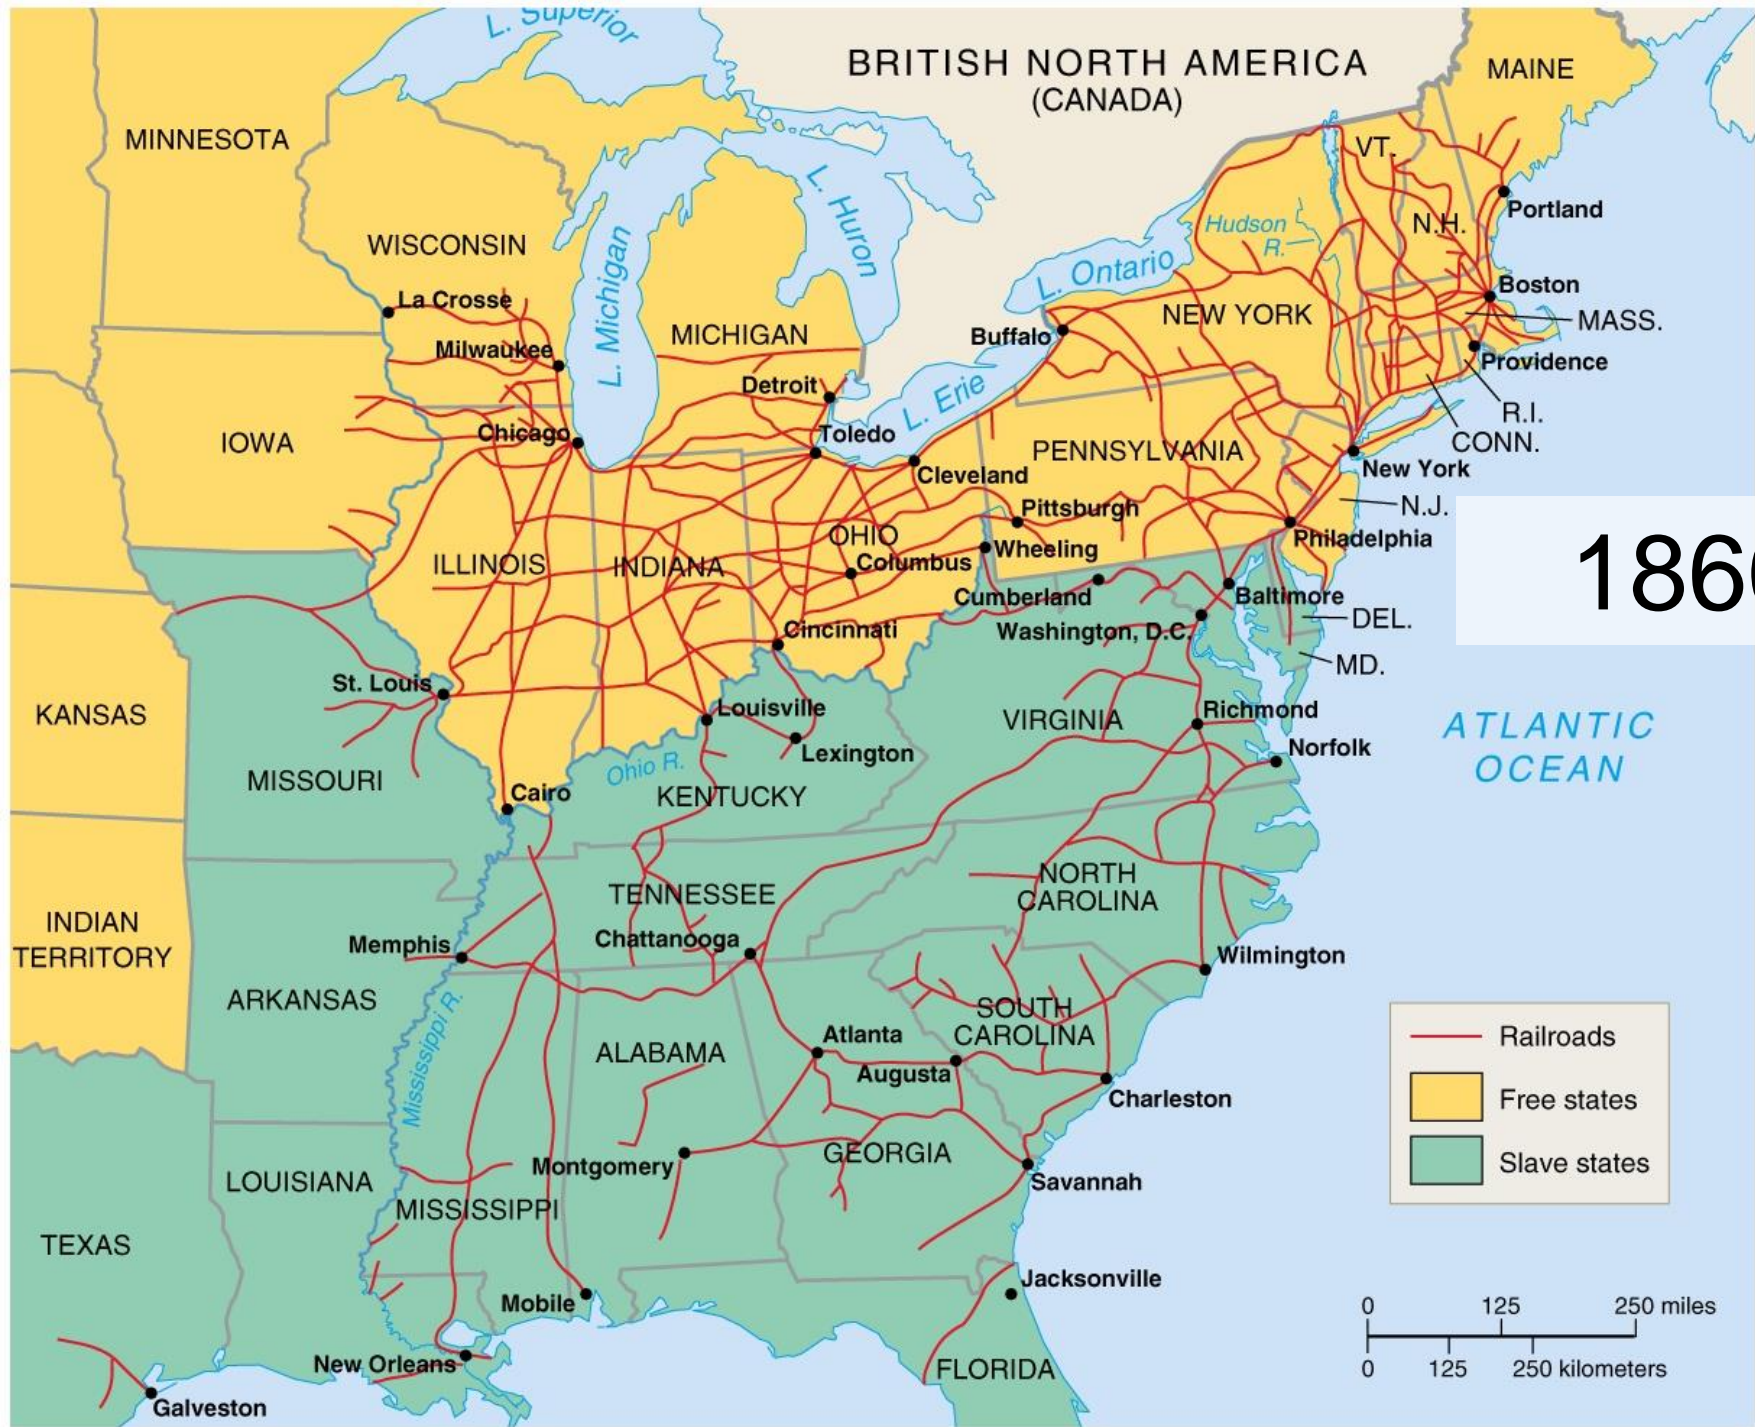 L. Superior
BRITISH NORTH AMERICA
(CANADA)
MAINE
MINNESOTA
VT.
L. Huron
Portland
Hudson
R.
N.H.
WISCONSIN
L. Michigan
L. Ontario
Boston
La Crosse
NEW YORK
MASS.
MICHIGAN
Buffalo
Milwaukee
Providence
Detroit
L. Erie
R.I.
IOWA
Chicago
Toledo
CONN.
PENNSYLVANIA
Cleveland
New York
N.J.
Pittsburgh
OHIO
Philadelphia
Wheeling
ILLINOIS
INDIANA
Columbus
186
Cumberland
Baltimore
DEL.
Washington, D.C.
Cincinnati
MD.
St. Louis
KANSAS
Louisville
VIRGINIA
Richmond
ATLANTIC
OCEAN
Norfolk
Lexington
Ohio R.
MISSOURI
Cairo
KENTUCKY
NORTH
CAROLINA
TENNESSEE
INDIAN
TERRITORY
Memphis
Chattanooga
Wilmington
ARKANSAS
Mississippi R.
SOUTH
CAROLINA
Atlanta
ALABAMA
Augusta
Charleston
Railroads
Free states
Slave states
GEORGIA
Montgomery
LOUISIANA
Savannah
MISSISSIPPI
TEXAS
Jacksonville
Mobile
0 125 250 miles
0 125 250 kilometers
New Orleans
FLORIDA
Galveston